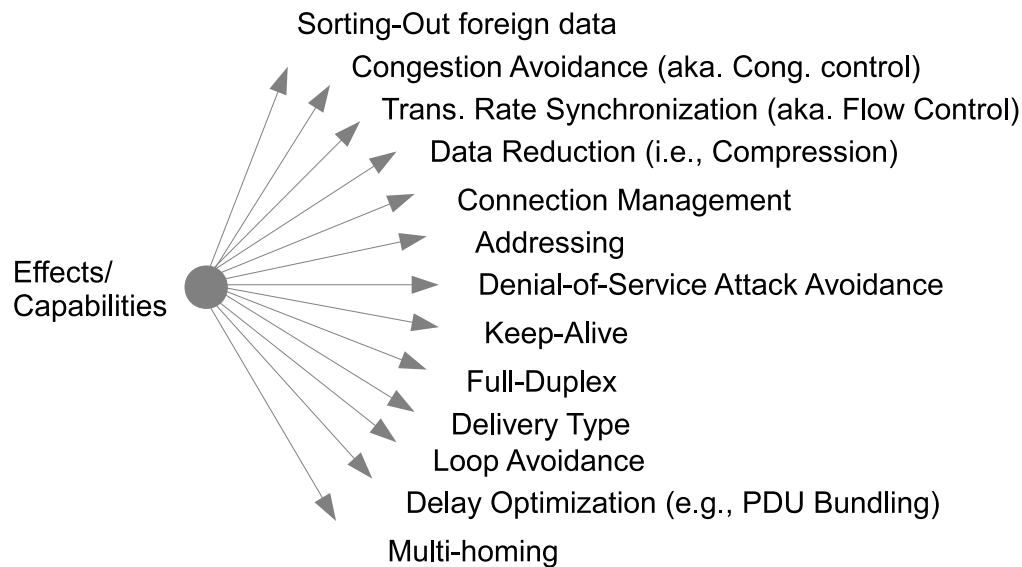 Sorting-Out foreign data
Congestion Avoidance (aka. Cong. control)
Trans. Rate Synchronization (aka. Flow Control)
Data Reduction (i.e., Compression)
Connection Management
Addressing
Effects/
Capabilities
Denial-of-Service Attack Avoidance
Keep-Alive
Full-Duplex
Delivery Type
Loop Avoidance
Delay Optimization (e.g., PDU Bundling)
Multi-homing